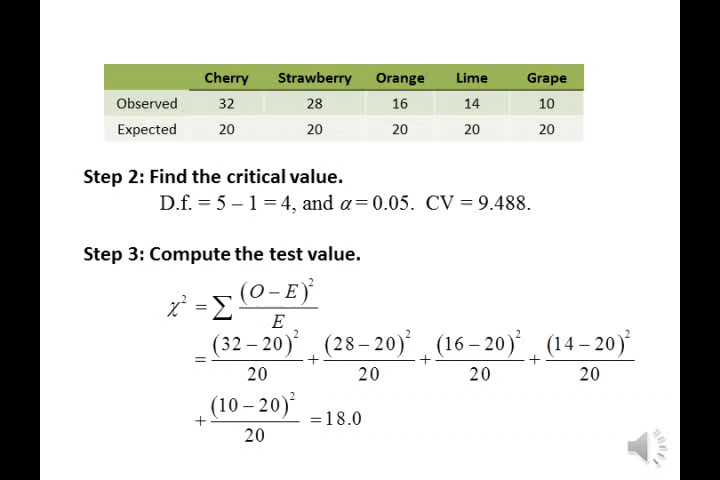 Cherry Strawberry Orange Lime Grape
Observed 32 28 16 14 10
Expected 20 20 20 20 20
Step 2: Find the critical value.
D.f. = 5 – 1 = 4, and α = 0.05. CV = 9.488.
Step 3: Compute the test value.
χ² = ∑ (O – E)² / E
= (32 – 20)² / 20 + (28 – 20)² / 20 + (16 – 20)² / 20 + (14 – 20)² / 20
+ (10 – 20)² / 20 = 18.0